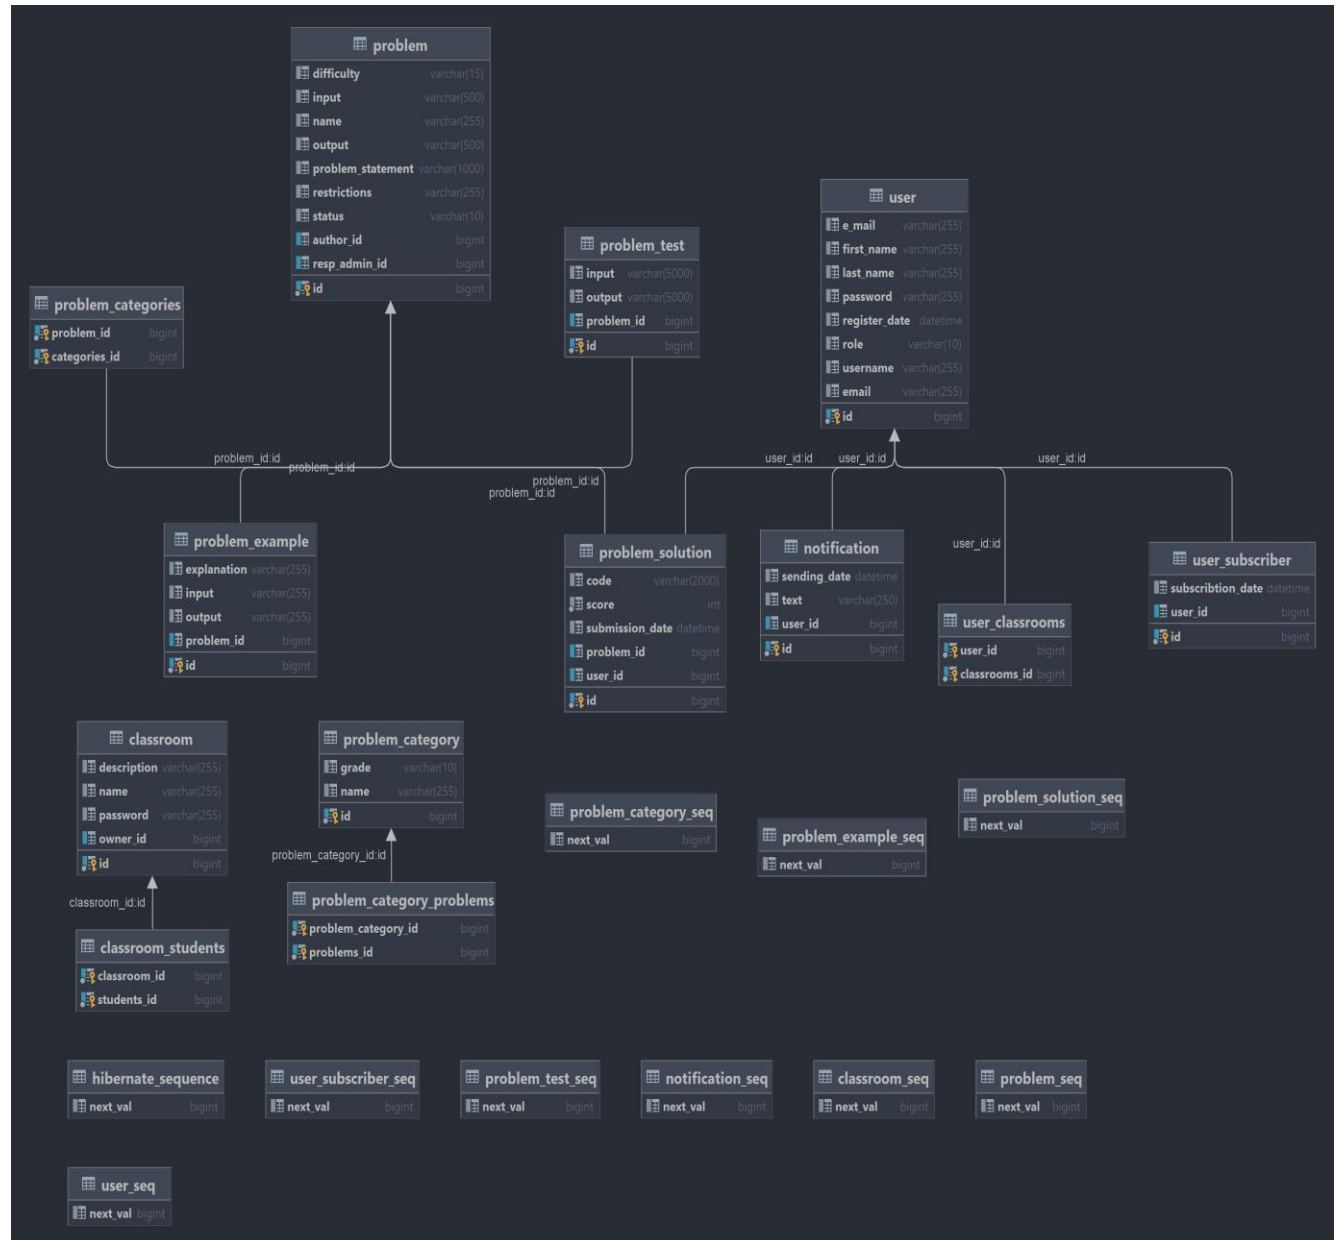 problem
difficulty varchar(15)
input varchar(500)
name varchar(255)
output varchar(500)
problem_statement varchar(1000)
restrictions varchar(255)
status varchar(10)
author_id bigint
resp_admin_id bigint
id bigint
user
e_mail varchar(255)
first_name varchar(255)
last_name varchar(255)
password varchar(255)
register_date datetime
role varchar(10)
username varchar(255)
email varchar(255)
id bigint
problem_test
input varchar(5000)
output varchar(5000)
problem_id bigint
id bigint
problem_categories
problem_id bigint
categories_id bigint
problem_id:id
problem_id:id
problem_id:id
problem_id:id
user_id:id
user_id:id
user_id:id
user_id:id
problem_example
explanation varchar(255)
input varchar(255)
output varchar(255)
problem_id bigint
id bigint
problem_solution
code varchar(2000)
score int
submission_date datetime
problem_id bigint
user_id bigint
id bigint
notification
sending_date datetime
text varchar(250)
user_id bigint
id bigint
user_classrooms
user_id bigint
classrooms_id bigint
user_subscriber
subscribtion_date datetime
user_id bigint
id bigint
classroom
description varchar(255)
name varchar(255)
password varchar(255)
owner_id bigint
id bigint
problem_category
grade varchar(10)
name varchar(255)
id bigint
problem_category_seq
next_val bigint
problem_example_seq
next_val bigint
problem_solution_seq
next_val bigint
problem_category_id:id
classroom_id:id
problem_category_problems
problem_category_id bigint
problems_id bigint
classroom_students
classroom_id bigint
students_id bigint
hibernate_sequence
next_val bigint
user_subscriber_seq
next_val bigint
problem_test_seq
next_val bigint
notification_seq
next_val bigint
classroom_seq
next_val bigint
problem_seq
next_val bigint
user_seq
next_val bigint